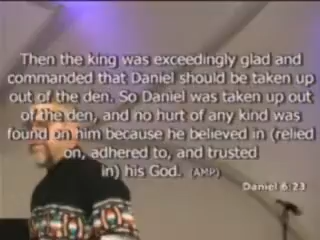 Then the king was exceedingly glad and
commanded that Daniel should be taken up
out of the den. So Daniel was taken up out
of the den, and no hurt of any kind was
found on him because he believed in (relied
on, adhered to, and trusted
in) his God. (AMP)
Daniel 6:23